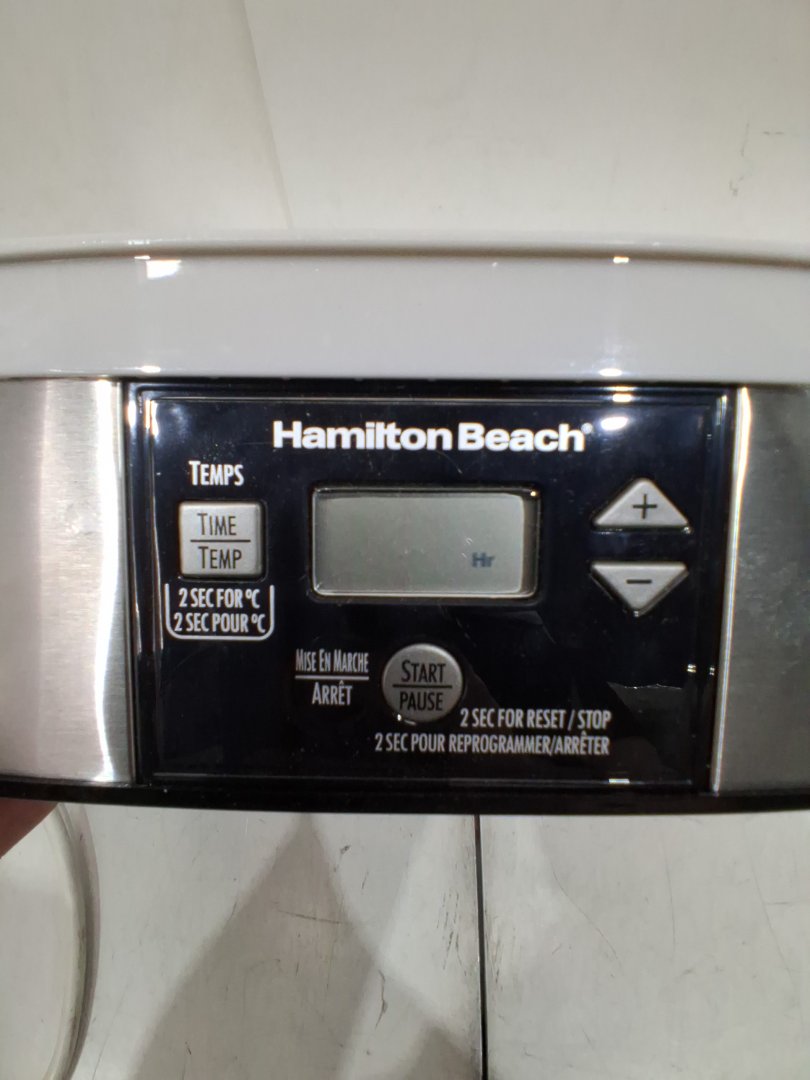 Hamilton Beach®
TEMPS
TIME
TEMP
2 SEC FOR °C
2 SEC POUR °C
Hr
+
−
MISE EN MARCHE
ARRÊT
START
PAUSE
2 SEC FOR RESET / STOP
2 SEC POUR REPROGRAMMER/ARRÊTER